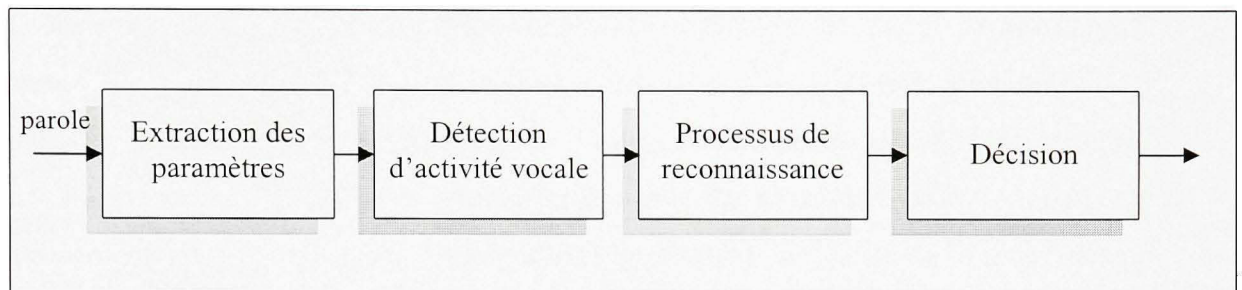 parole
Extraction des
paramètres
Détection
d'activité vocale
Processus de
reconnaissance
Décision